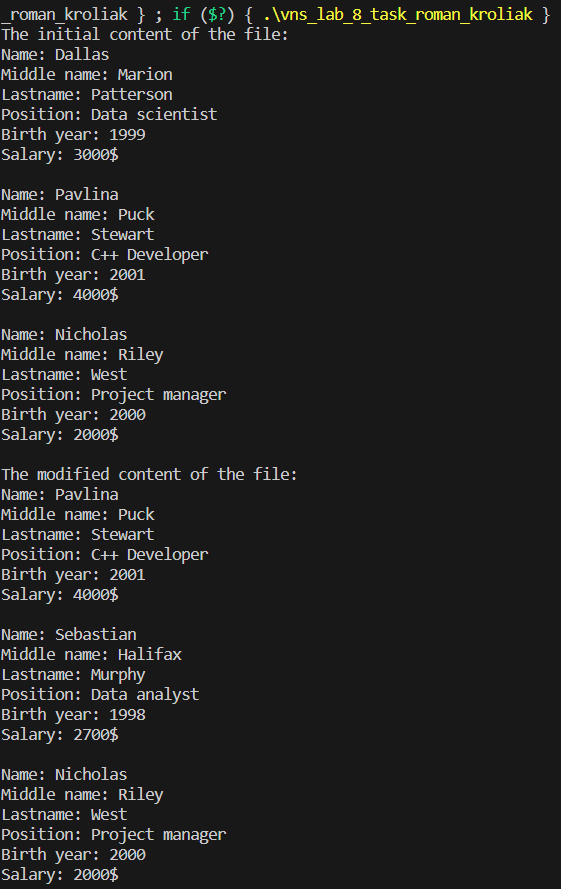 _roman_kroliak } ; if ($?) { .\vns_lab_8_task_roman_kroliak }
The initial content of the file:
Name: Dallas
Middle name: Marion
Lastname: Patterson
Position: Data scientist
Birth year: 1999
Salary: 3000$

Name: Pavlina
Middle name: Puck
Lastname: Stewart
Position: C++ Developer
Birth year: 2001
Salary: 4000$

Name: Nicholas
Middle name: Riley
Lastname: West
Position: Project manager
Birth year: 2000
Salary: 2000$

The modified content of the file:
Name: Pavlina
Middle name: Puck
Lastname: Stewart
Position: C++ Developer
Birth year: 2001
Salary: 4000$

Name: Sebastian
Middle name: Halifax
Lastname: Murphy
Position: Data analyst
Birth year: 1998
Salary: 2700$

Name: Nicholas
Middle name: Riley
Lastname: West
Position: Project manager
Birth year: 2000
Salary: 2000$